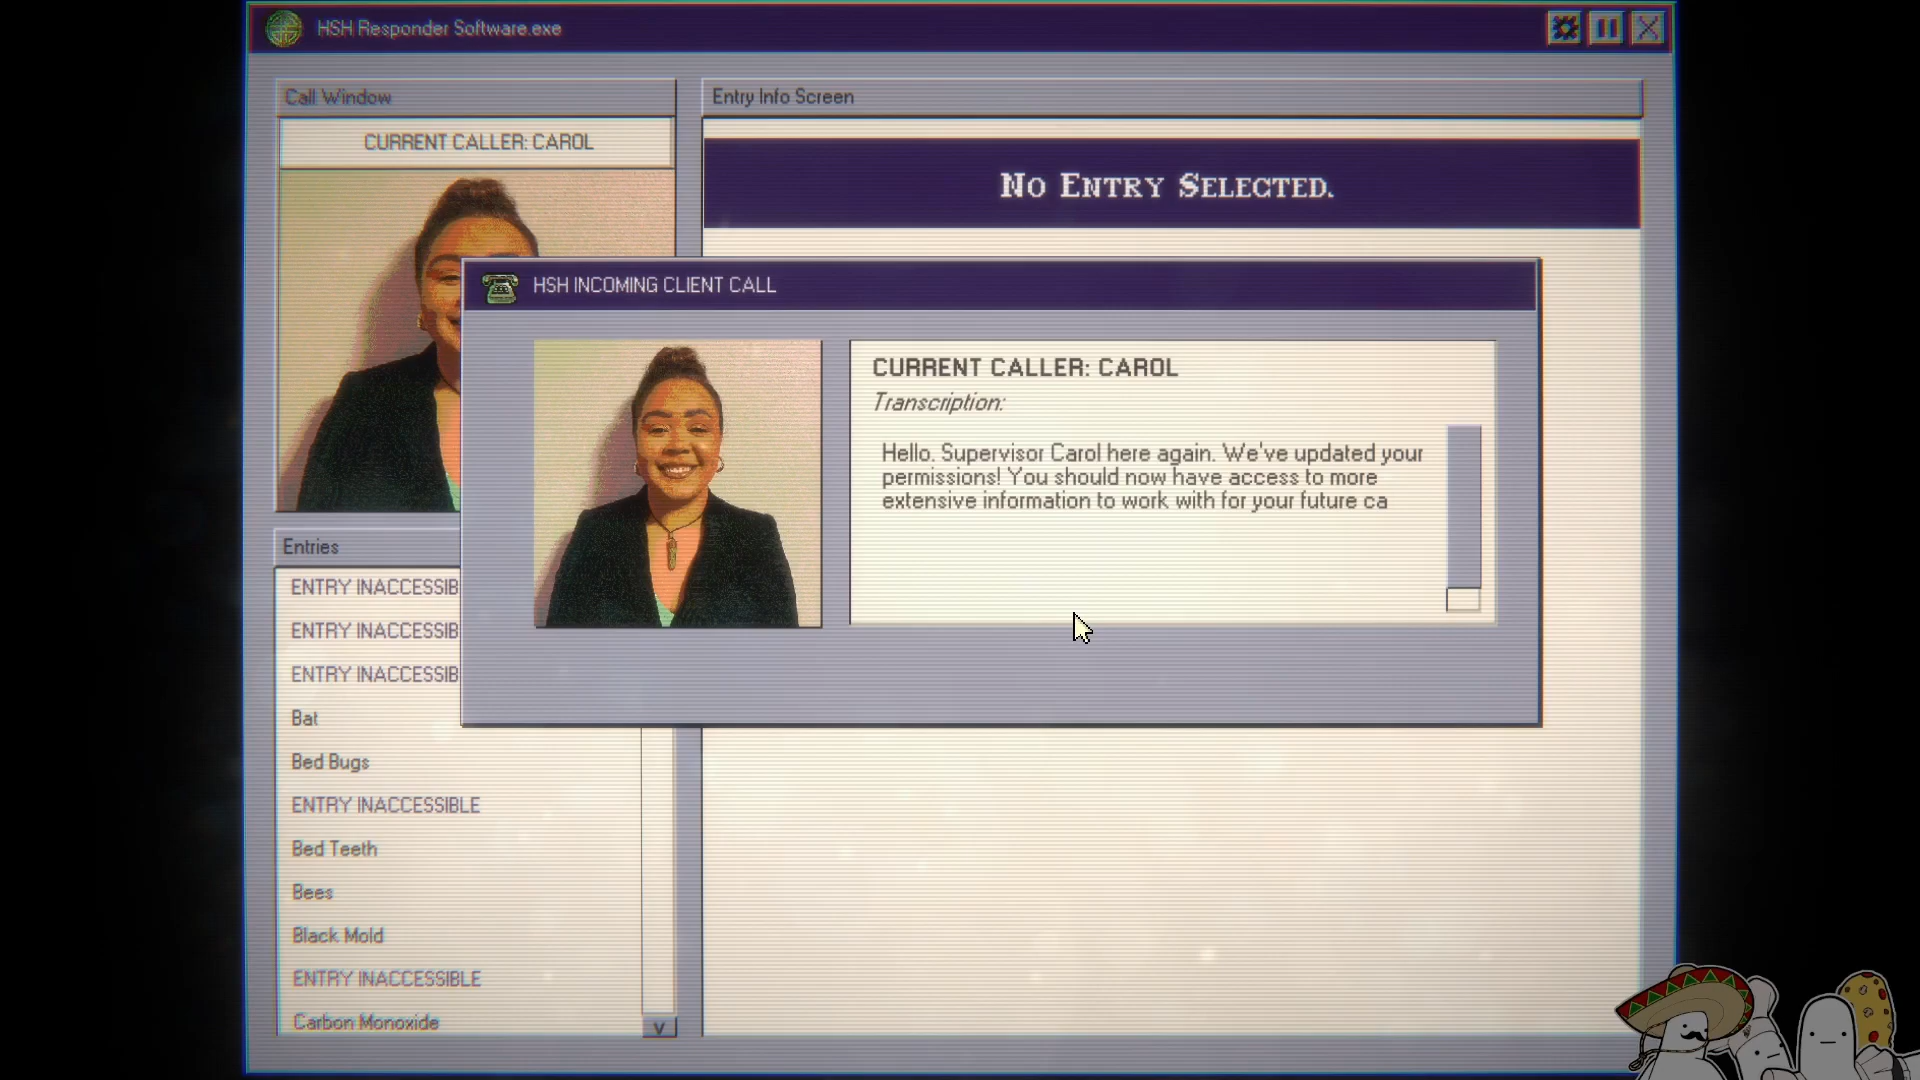 HSH Responder Software.exe
Call Window
CURRENT CALLER: CAROL
Entry Info Screen
No Entry Selected.
HSH INCOMING CLIENT CALL
CURRENT CALLER: CAROL
Transcription:
Hello. Supervisor Carol here again. We've updated your
permissions! You should now have access to more
extensive information to work with for your future ca
Entries
ENTRY INACCESSIB
ENTRY INACCESSIB
ENTRY INACCESSIB
Bat
Bed Bugs
ENTRY INACCESSIBLE
Bed Teeth
Bees
Black Mold
ENTRY INACCESSIBLE
Carbon Monoxide